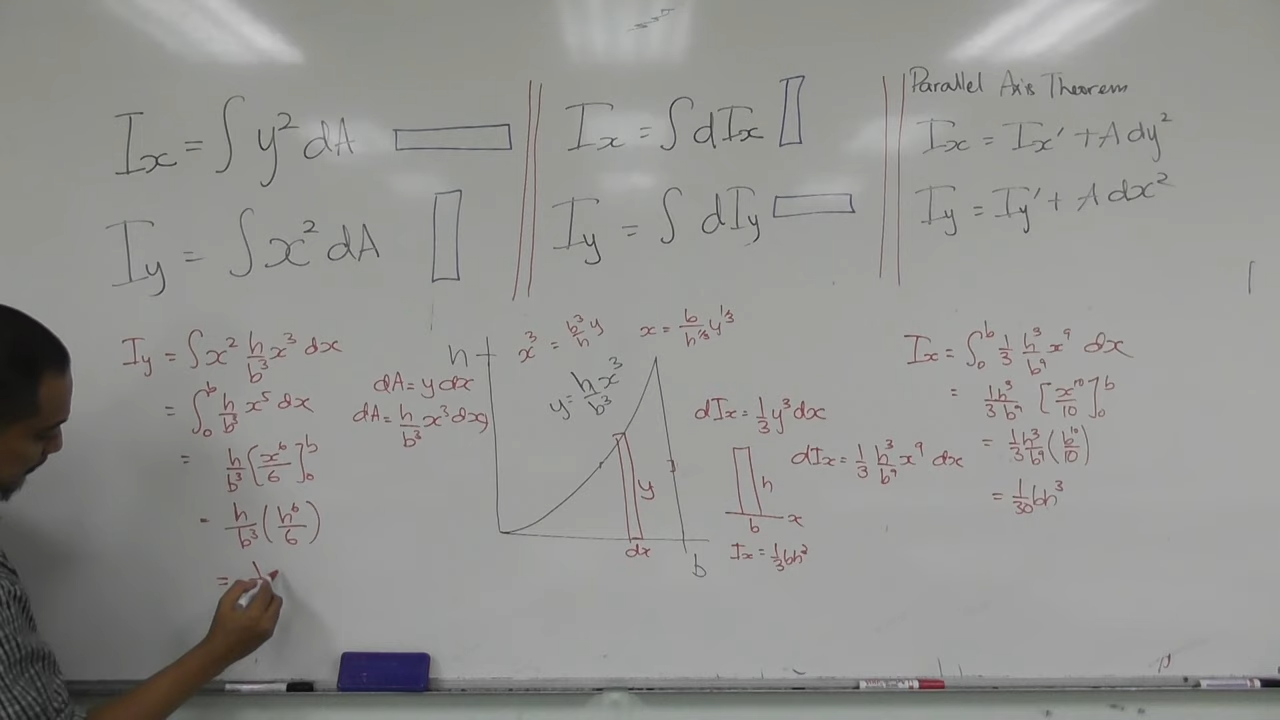 Ix = ∫ y² dA
Iy = ∫ x² dA
Ix = ∫ dIx
Iy = ∫ dIy
Parallel Axis Theorem
Ix = Ix' + A dy²
Iy = Iy' + A dx²
Iy = ∫ x² h/b³ x³ dx
= ∫₀ᵇ h/b³ x⁵ dx
= h/b³ [x⁶/6]₀ᵇ
= h/b³ (h⁶/6)
=
dA = y dx
dA = h/b³ x³ dx
h
x³ = b³/h y
x = b/h^⅓ y^⅓
y = h/b³ x³
y
dx
b
dIx = ⅓ y³ dx
dIx = ⅓ h³/b⁹ x⁹ dx
h
b
x
Ix = ⅓ bh²
Ix = ∫₀ᵇ ⅓ h³/b⁹ x⁹ dx
= ⅓ h³/b⁹ [x¹⁰/10]₀ᵇ
= ⅓ h³/b⁹ (b¹⁰/10)
= 1/30 bh³